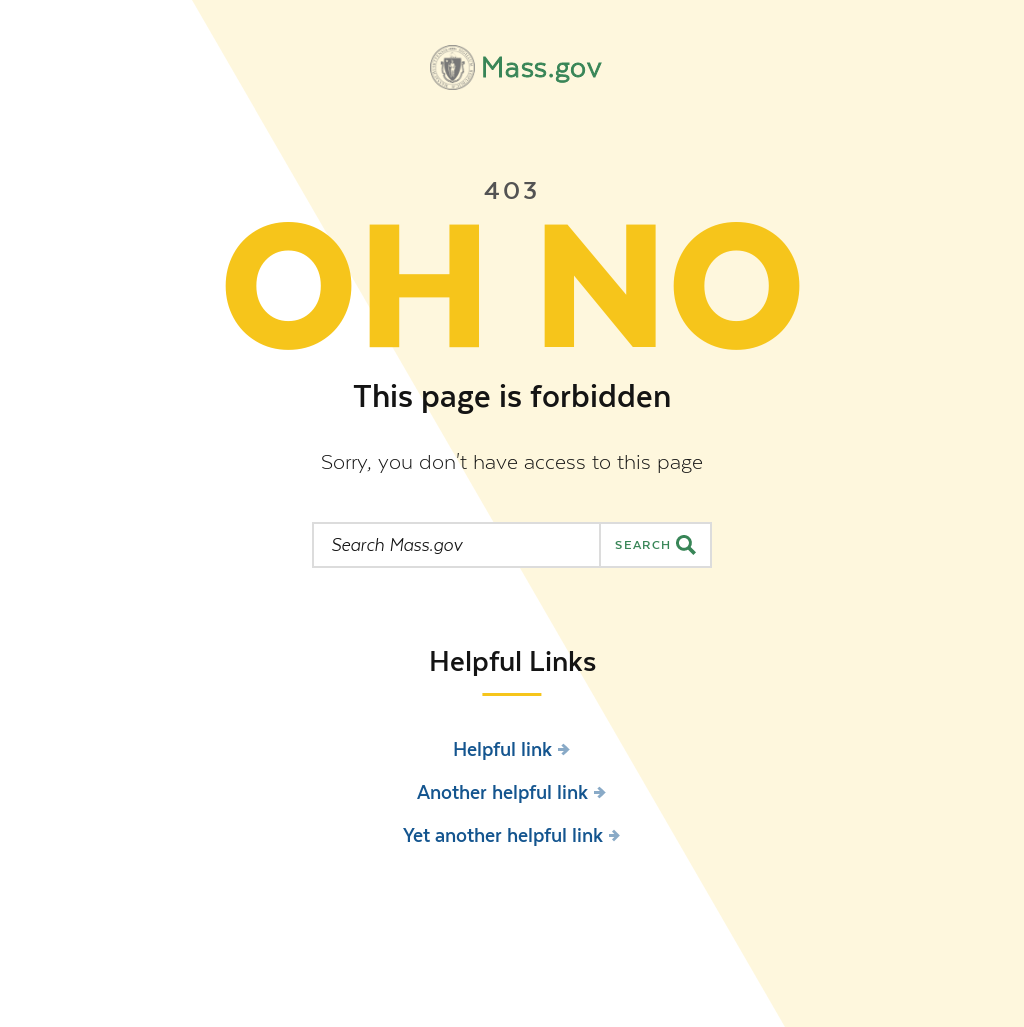 Mass.gov
403
OH NO
This page is forbidden
Sorry, you don't have access to this page
Search Mass.gov
SEARCH
Helpful Links
Helpful link
Another helpful link
Yet another helpful link